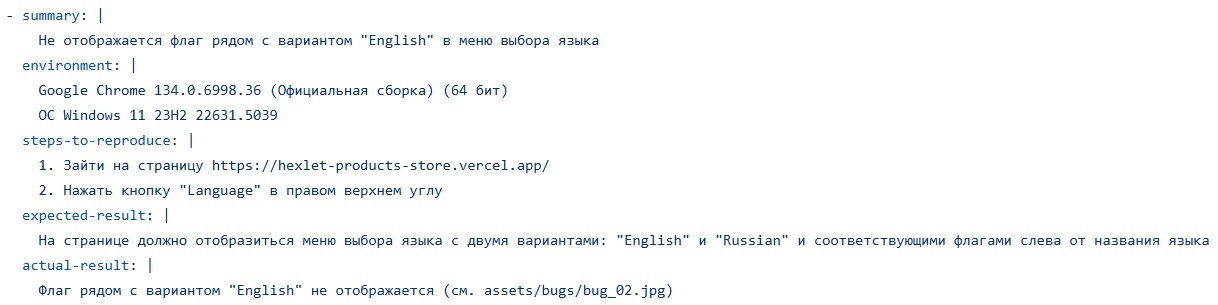 - summary: |
Не отображается флаг рядом с вариантом "English" в меню выбора языка
environment: |
Google Chrome 134.0.6998.36 (Официальная сборка) (64 бит)
ОС Windows 11 23H2 22631.5039
steps-to-reproduce: |
1. Зайти на страницу https://hexlet-products-store.vercel.app/
2. Нажать кнопку "Language" в правом верхнем углу
expected-result: |
На странице должно отобразиться меню выбора языка с двумя вариантами: "English" и "Russian" и соответствующими флагами слева от названия языка
actual-result: |
Флаг рядом с вариантом "English" не отображается (см. assets/bugs/bug_02.jpg)